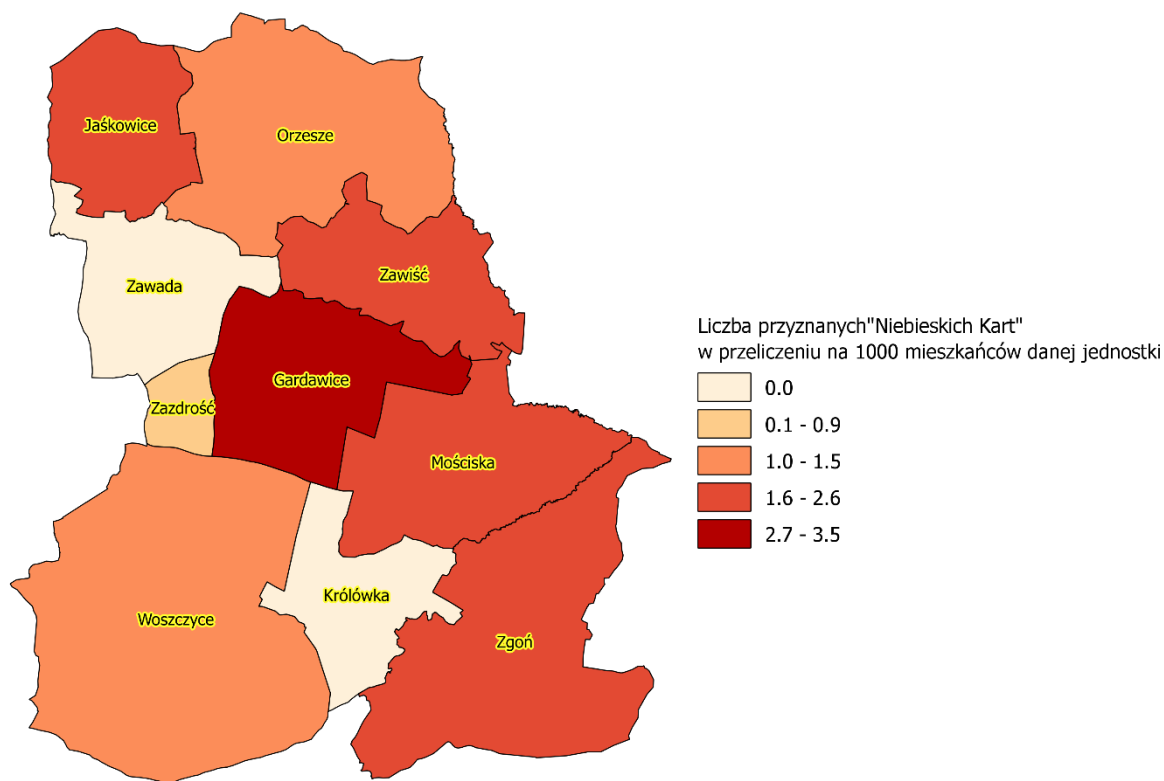 Jaśkowice
Orzesze
Zawiść
Zawada
Gardawice
Zazdrość
Mościska
Królówka
Woszczyce
Zgoń
Liczba przyznanych"Niebieskich Kart"
w przeliczeniu na 1000 mieszkańców danej jednostki
0.0
0.1 - 0.9
1.0 - 1.5
1.6 - 2.6
2.7 - 3.5